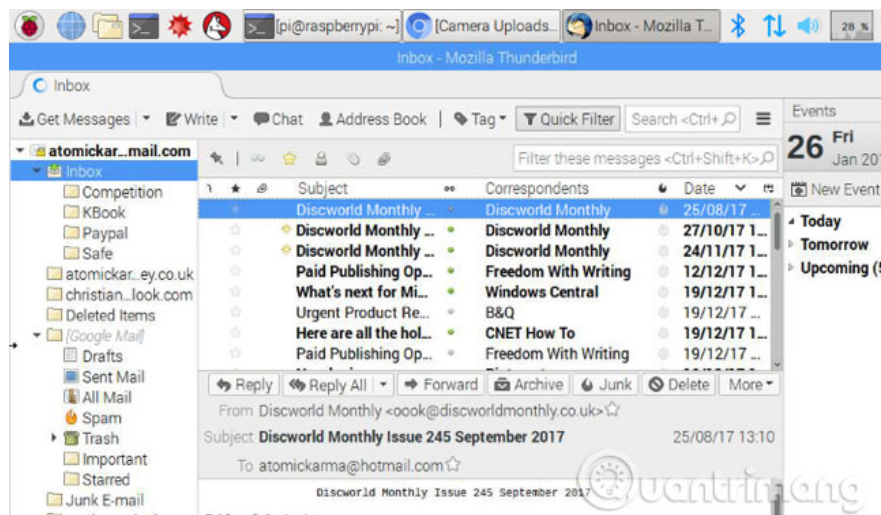 [pi@raspberrypi: ~] [Camera Uploads... Inbox - Mozilla T... 28 %
Inbox - Mozilla Thunderbird
Inbox
Get Messages Write Chat Address Book Tag Quick Filter Search <Ctrl+ Events
atomickar...mail.com Filter these messages <Ctrl+Shift+K> 26 Fri
Inbox Jan 201
Competition Subject Correspondents Date New Event
KBook Discworld Monthly ... Discworld Monthly 25/08/17 ...
Paypal Discworld Monthly ... Discworld Monthly 27/10/17 1... Today
Safe Discworld Monthly ... Discworld Monthly 24/11/17 1... Tomorrow
atomickar...ey.co.uk Paid Publishing Op... Freedom With Writing 12/12/17 1... Upcoming (5
christian...look.com What's next for Mi... Windows Central 19/12/17 1...
Deleted Items Urgent Product Re... B&Q 19/12/17 ...
[Google Mail] Here are all the hol... CNET How To 19/12/17 1...
Drafts Paid Publishing Op... Freedom With Writing 19/12/17 ...
Sent Mail Reply Reply All Forward Archive Junk Delete More
All Mail From Discworld Monthly <oook@discworldmonthly.co.uk>
Spam Subject Discworld Monthly Issue 245 September 2017 25/08/17 13:10
Trash To atomickarma@hotmail.com
Important
Starred
Junk E-mail Discworld Monthly Issue 245 September 2017
Quantrimang